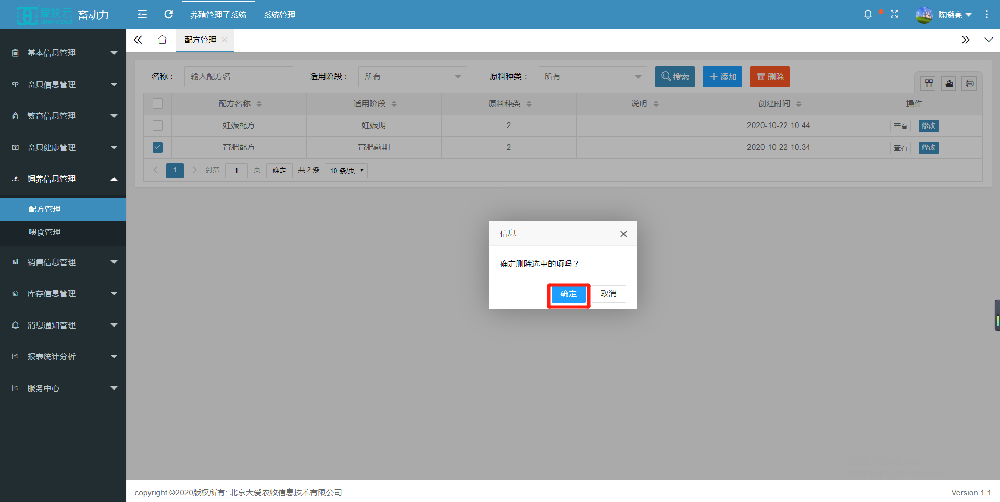 爱牧云
amorcloud
畜动力
养殖管理子系统
系统管理
陈晓亮
基本信息管理
畜只信息管理
繁育信息管理
畜只健康管理
饲养信息管理
配方管理
喂食管理
销售信息管理
库存信息管理
消息通知管理
报表统计分析
服务中心
配方管理
名称： 输入配方名 适用阶段： 所有 原料种类： 所有 搜索 添加 删除
配方名称 适用阶段 原料种类 说明 创建时间 操作
妊娠配方 妊娠期 2 2020-10-22 10:44 查看 修改
育肥配方 育肥前期 2 2020-10-22 10:34 查看 修改
1 到第 1 页 确定 共 2 条 10 条/页
信息
确定删除选中的项吗？
确定 取消
copyright ©2020版权所有: 北京大爱农牧信息技术有限公司
Version 1.1